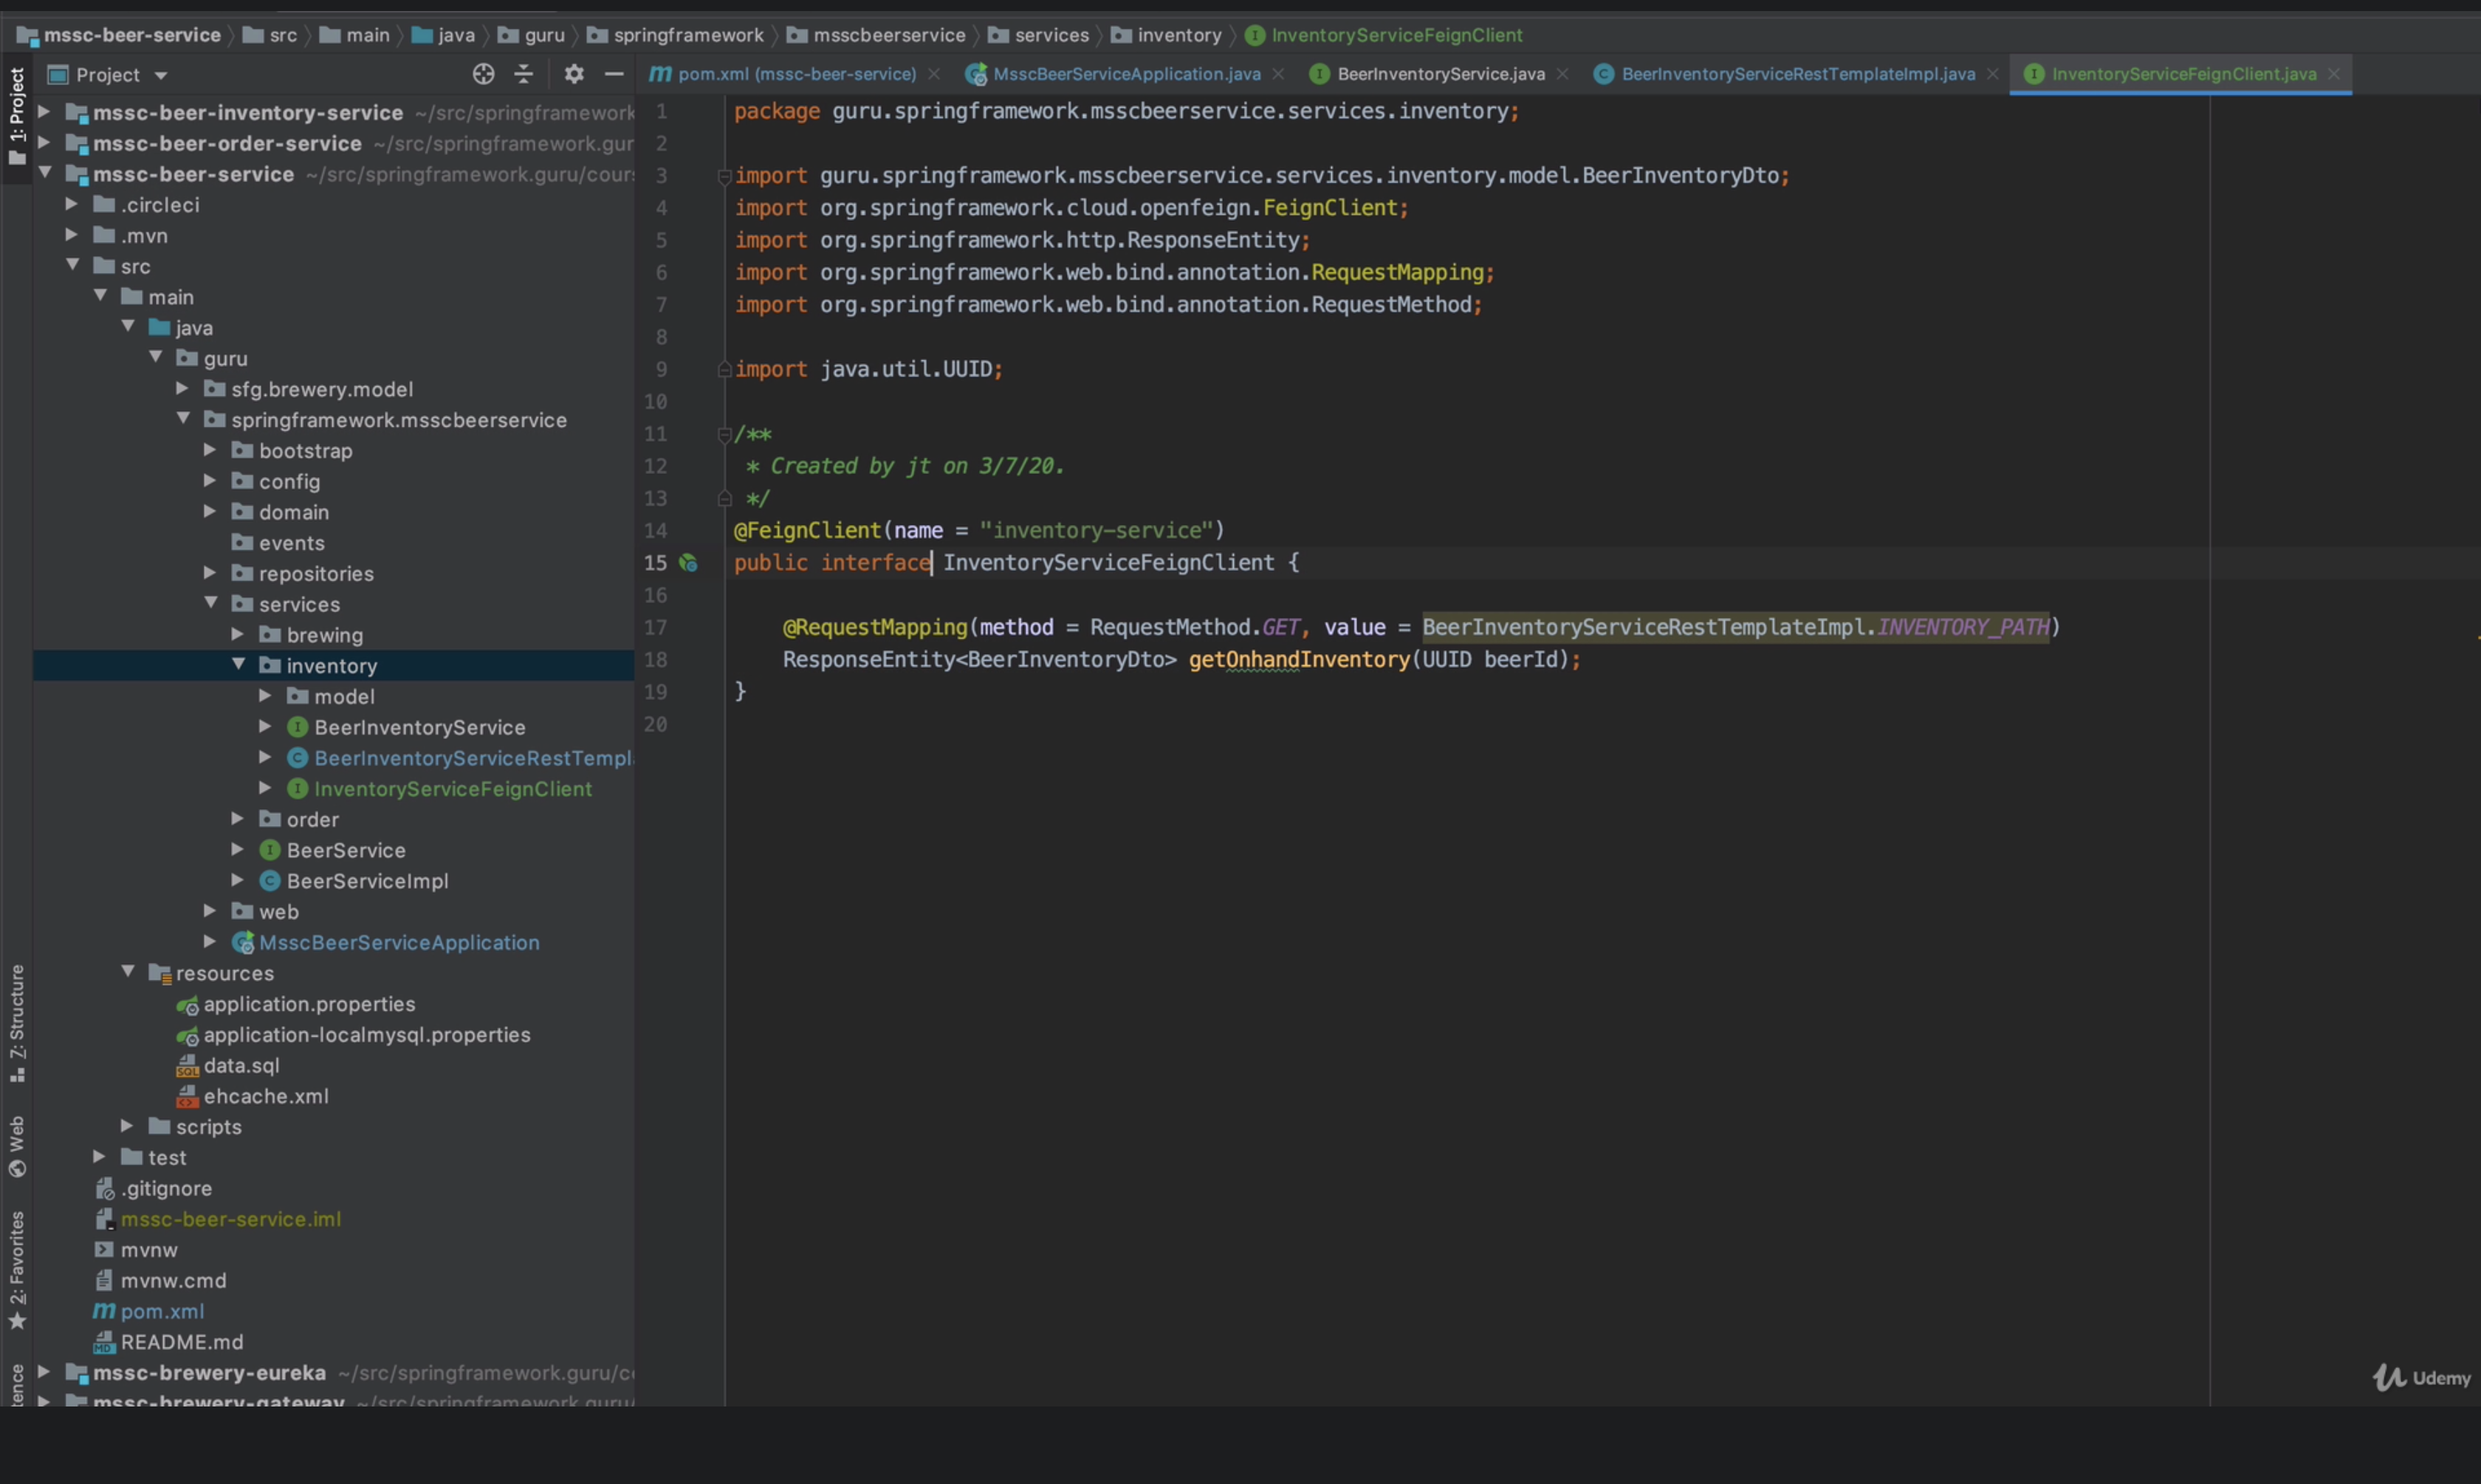 mssc-beer-service src main java guru springframework msscbeerservice services inventory InventoryServiceFeignClient
1: Project
Project
pom.xml (mssc-beer-service) MsscBeerServiceApplication.java BeerInventoryService.java BeerInventoryServiceRestTemplateImpl.java InventoryServiceFeignClient.java
mssc-beer-inventory-service ~/src/springframework
mssc-beer-order-service ~/src/springframework.gur
mssc-beer-service ~/src/springframework.guru/cours
.circleci
.mvn
src
main
java
guru
sfg.brewery.model
springframework.msscbeerservice
bootstrap
config
domain
events
repositories
services
brewing
inventory
model
BeerInventoryService
BeerInventoryServiceRestTempl
InventoryServiceFeignClient
order
BeerService
BeerServiceImpl
web
MsscBeerServiceApplication
resources
application.properties
application-localmysql.properties
data.sql
ehcache.xml
scripts
test
.gitignore
mssc-beer-service.iml
mvnw
mvnw.cmd
pom.xml
README.md
mssc-brewery-eureka ~/src/springframework.guru/c
mssc-brewery-gateway ~/src/springframework.guru/
Z: Structure
Web
2: Favorites
tence
1 package guru.springframework.msscbeerservice.services.inventory;
2
3 import guru.springframework.msscbeerservice.services.inventory.model.BeerInventoryDto;
4 import org.springframework.cloud.openfeign.FeignClient;
5 import org.springframework.http.ResponseEntity;
6 import org.springframework.web.bind.annotation.RequestMapping;
7 import org.springframework.web.bind.annotation.RequestMethod;
8
9 import java.util.UUID;
10
11 /**
12 * Created by jt on 3/7/20.
13 */
14 @FeignClient(name = "inventory-service")
15 public interface InventoryServiceFeignClient {
16
17 @RequestMapping(method = RequestMethod.GET, value = BeerInventoryServiceRestTemplateImpl.INVENTORY_PATH)
18 ResponseEntity<BeerInventoryDto> getOnhandInventory(UUID beerId);
19 }
20
Udemy